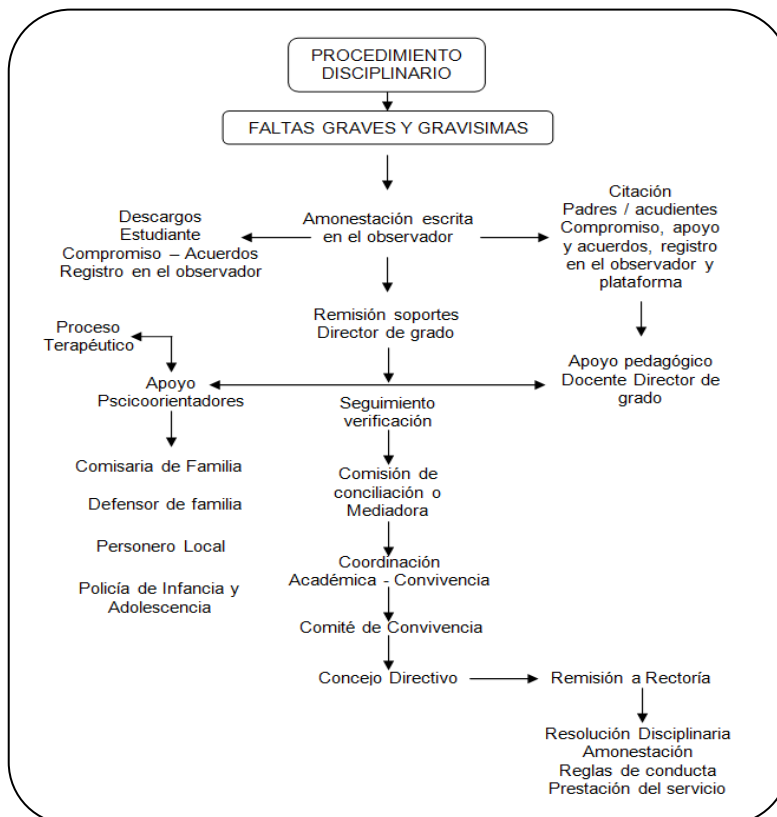 PROCEDIMIENTO
DISCIPLINARIO
FALTAS GRAVES Y GRAVISIMAS
Descargos
Estudiante
Compromiso – Acuerdos
Registro en el observador
Amonestación escrita
en el observador
Citación
Padres / acudientes
Compromiso, apoyo
y acuerdos, registro
en el observador y
plataforma
Remisión soportes
Director de grado
Proceso
Terapéutico
Apoyo
Pscicoorientadores
Apoyo pedagógico
Docente Director de
grado
Seguimiento
verificación
Comisaria de Familia
Defensor de familia
Personero Local
Policía de Infancia y
Adolescencia
Comisión de
conciliación o
Mediadora
Coordinación
Académica - Convivencia
Comité de Convivencia
Concejo Directivo
Remisión a Rectoría
Resolución Disciplinaria
Amonestación
Reglas de conducta
Prestación del servicio